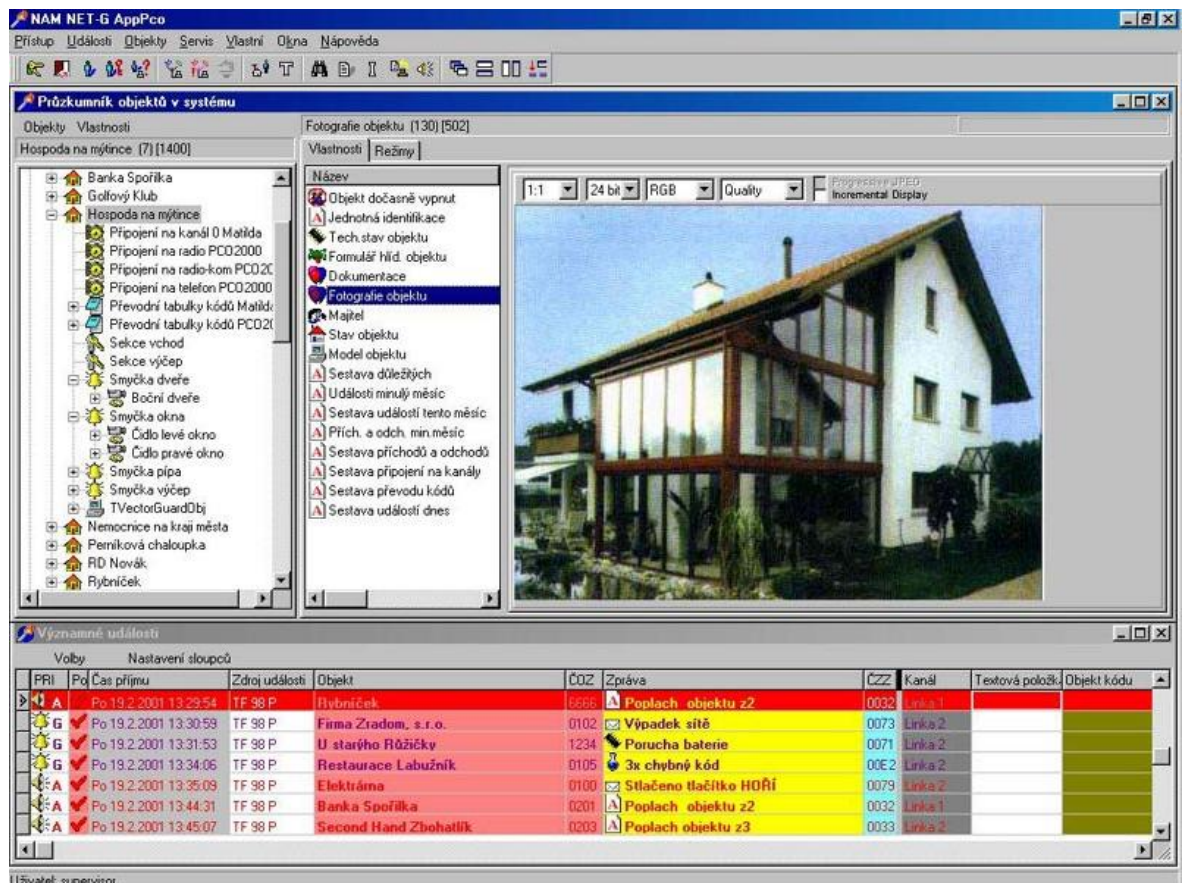 NAM NET-G AppPco
Přístup Události Objekty Servis Vlastní Okna Nápověda
Průzkumník objektů v systému
Objekty Vlastnosti
Fotografie objektu (130) [502]
Hospoda na mýtince (7) [1400]
Vlastnosti Režimy
Banka Spořilka
Golfový Klub
Hospoda na mýtince
Připojení na kanál 0 Matilda
Připojení na radio PCO2000
Připojení na radio-kom PCO20
Připojení na telefon PCO2000
Převodní tabulky kódů Matilda
Převodní tabulky kódů PCO20
Sekce vchod
Sekce výčep
Smyčka dveře
Boční dveře
Smyčka okna
Čidlo levé okno
Čidlo pravé okno
Smyčka pípa
Smyčka výčep
TVectorGuardObj
Nemocnice na kraji města
Perníková chaloupka
RD Novák
Rybníček
Název
Objekt dočasně vypnut
Jednotná identifikace
Tech.stav objektu
Formulář hlíd. objektu
Dokumentace
Fotografie objektu
Majitel
Stav objektu
Model objektu
Sestava důležitých
Události minulý měsíc
Sestava událostí tento měsíc
Přích. a odch. min.měsíc
Sestava příchodů a odchodů
Sestava připojení na kanály
Sestava převodu kódů
Sestava událostí dnes
1:1 24 bit RGB Quality
Progressive JPEG
Incremental Display
Významné události
Volby Nastavení sloupců
PRI Po Čas příjmu Zdroj události Objekt ČOZ Zpráva ČZZ Kanál Textová položk Objekt kódu
A Po 19.2.2001 13:29:54 TF 98 P Rybníček 6666 Poplach objektu z2 0032 Linka 1
G Po 19.2.2001 13:30:59 TF 98 P Firma Zradom, s.r.o. 0102 Výpadek sítě 0073 Linka 2
G Po 19.2.2001 13:31:53 TF 98 P U starýho Růžičky 1234 Porucha baterie 0071 Linka 2
G Po 19.2.2001 13:34:06 TF 98 P Restaurace Labužník 0105 3x chybný kód 00E2 Linka 2
A Po 19.2.2001 13:35:09 TF 98 P Elektrárna 0100 Stlačeno tlačítko HOŘÍ 0079 Linka 2
A Po 19.2.2001 13:44:31 TF 98 P Banka Spořilka 0201 Poplach objektu z2 0032 Linka 1
A Po 19.2.2001 13:45:07 TF 98 P Second Hand Zbohatlík 0203 Poplach objektu z3 0033 Linka 2
Uživatel: supervisor